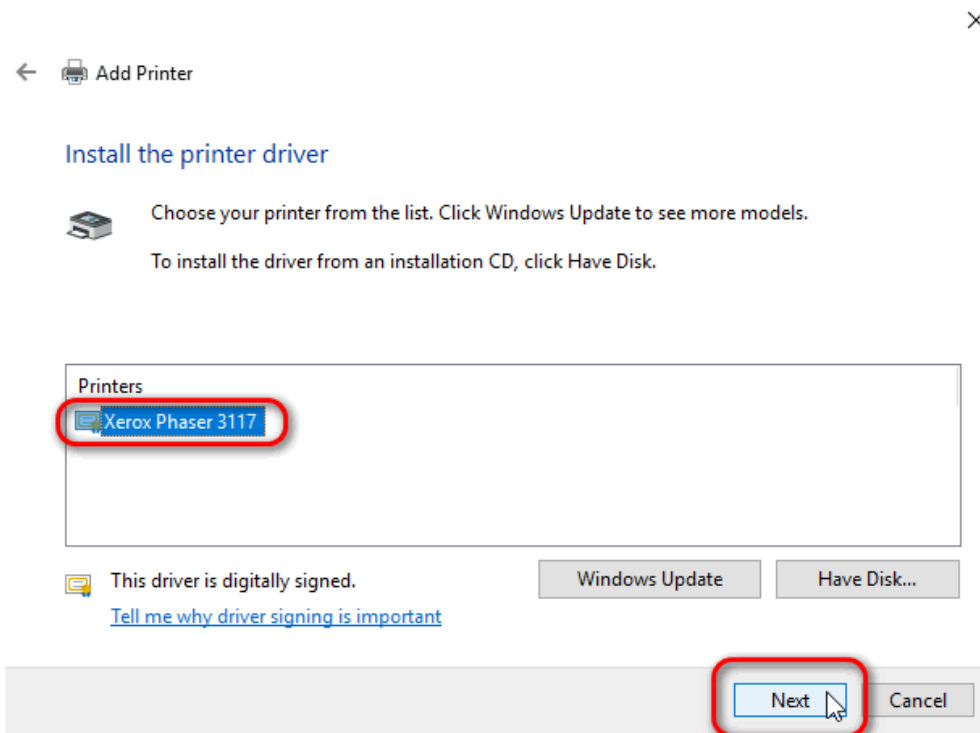 Add Printer
Install the printer driver
Choose your printer from the list. Click Windows Update to see more models.
To install the driver from an installation CD, click Have Disk.
Printers
Xerox Phaser 3117
This driver is digitally signed.
Windows Update
Have Disk...
Tell me why driver signing is important
Next
Cancel